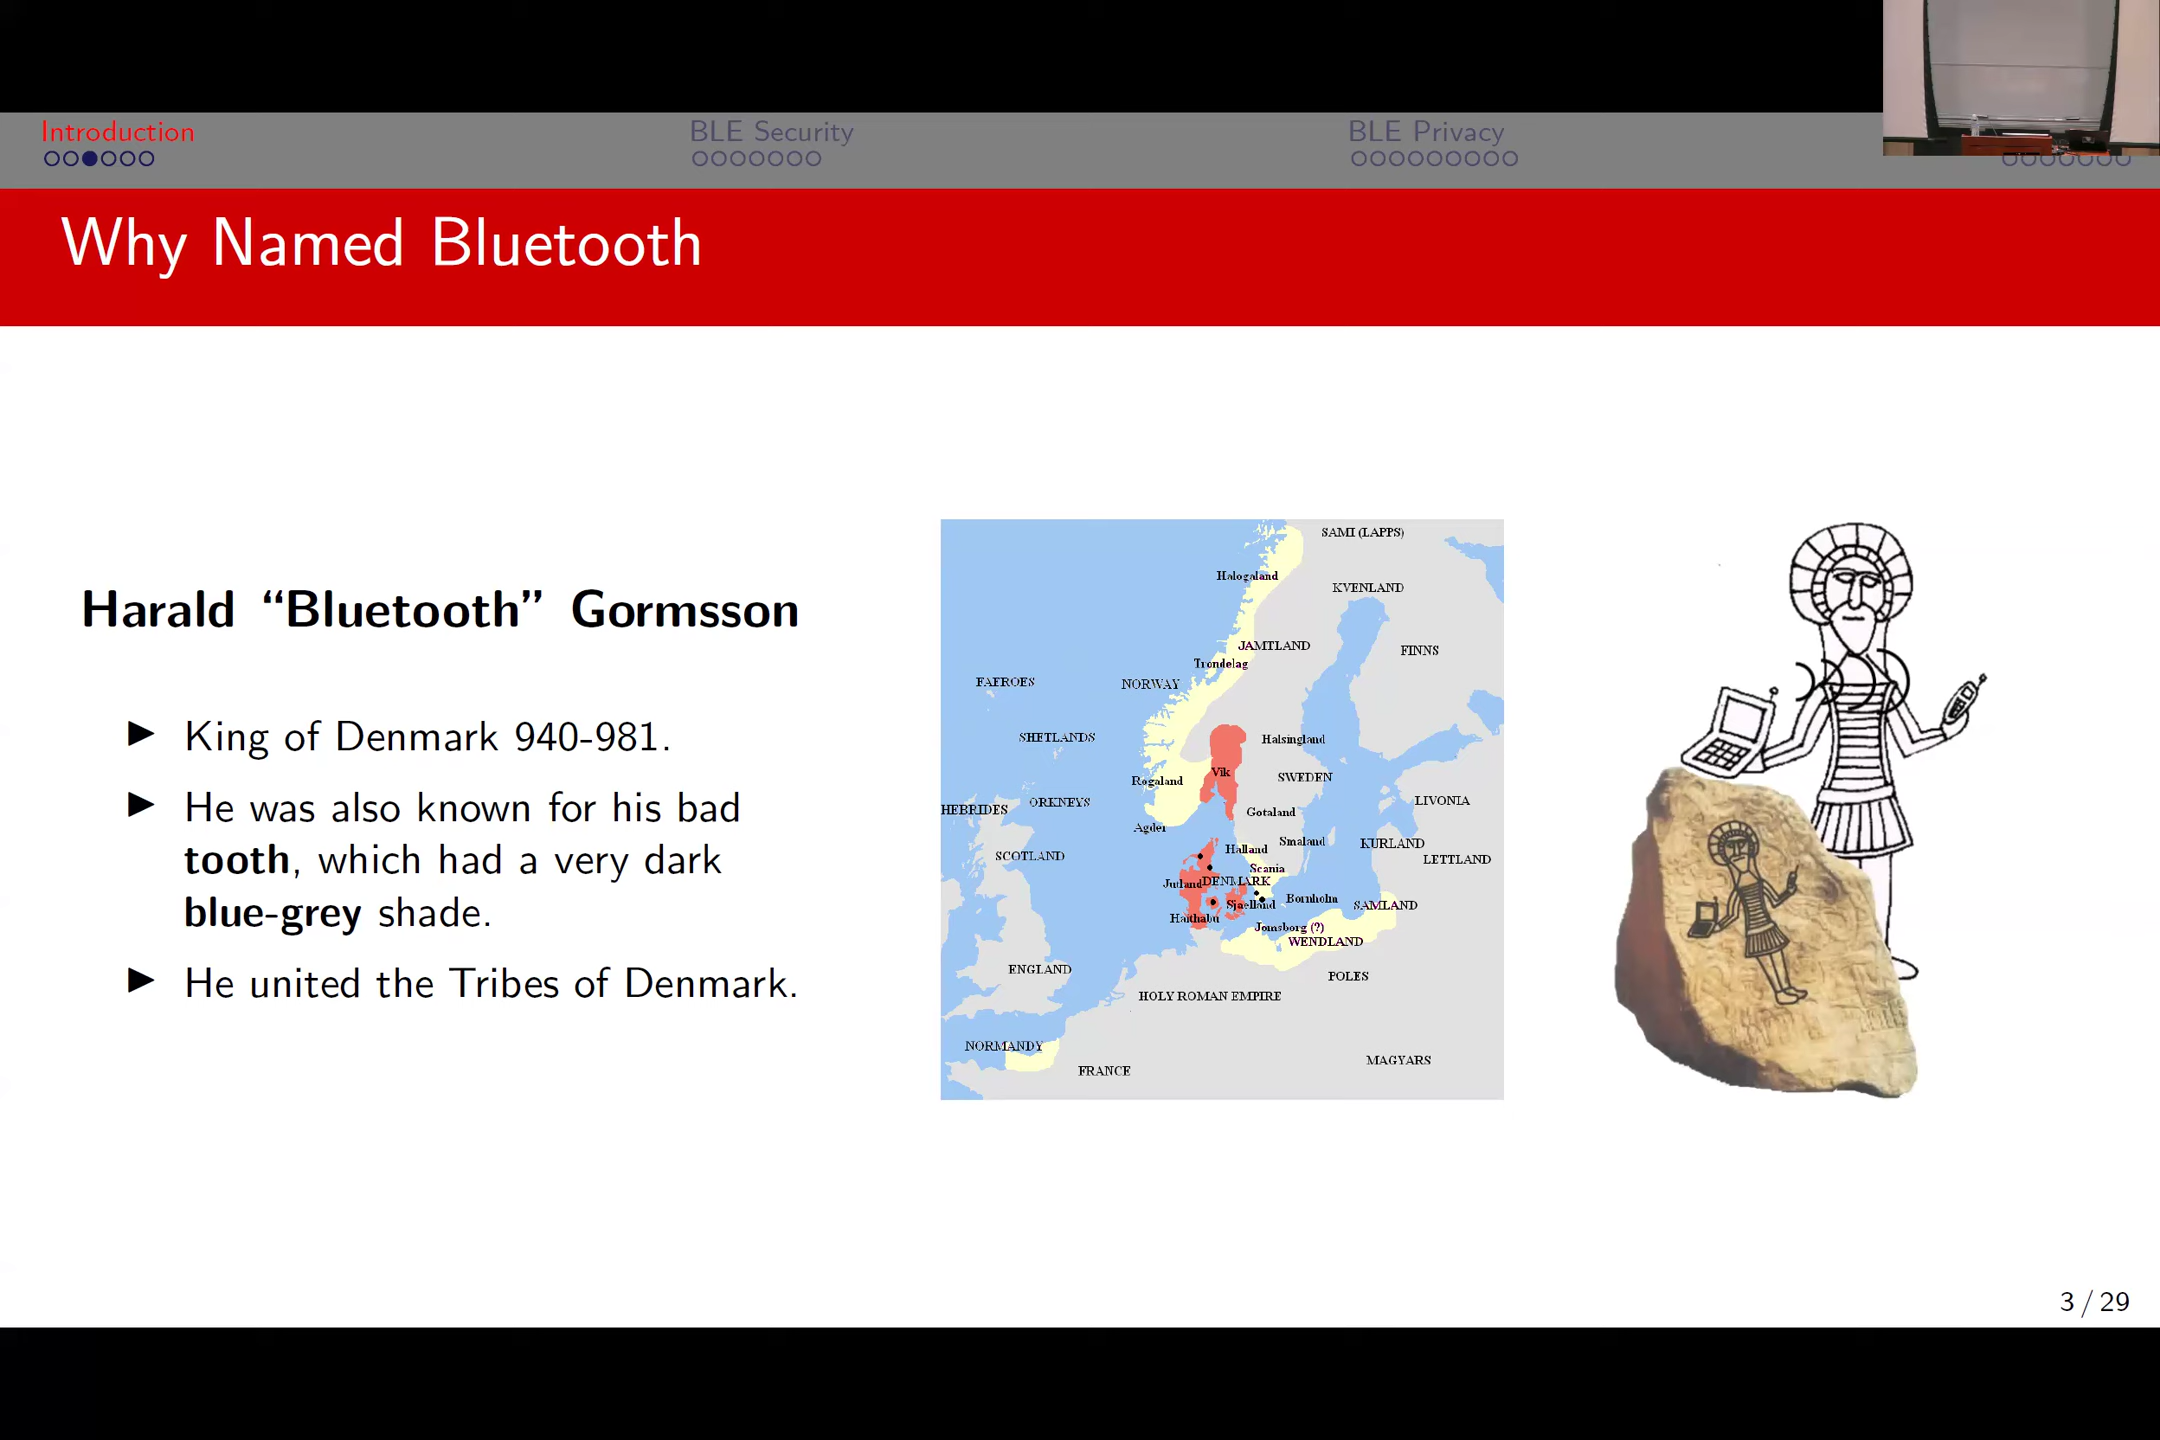 Introduction
BLE Security
BLE Privacy
Why Named Bluetooth
Harald “Bluetooth” Gormsson
King of Denmark 940-981.
He was also known for his bad
tooth, which had a very dark
blue-grey shade.
He united the Tribes of Denmark.
SAMI (LAPPS)
Halogaland
KVENLAND
JAMTLAND
FINNS
Trondelag
FAEROES
NORWAY
SHETLANDS
Halsingland
Vik
SWEDEN
Rogaland
HEBRIDES
ORKNEYS
LIVONIA
Gotaland
Agder
Smaland
KURLAND
Halland
SCOTLAND
LETTLAND
Scania
Jutland
DENMARK
Bornholm
SAMLAND
Sjaelland
Haithabu
Jomsborg (?)
WENDLAND
ENGLAND
POLES
HOLY ROMAN EMPIRE
NORMANDY
MAGYARS
FRANCE
3 / 29